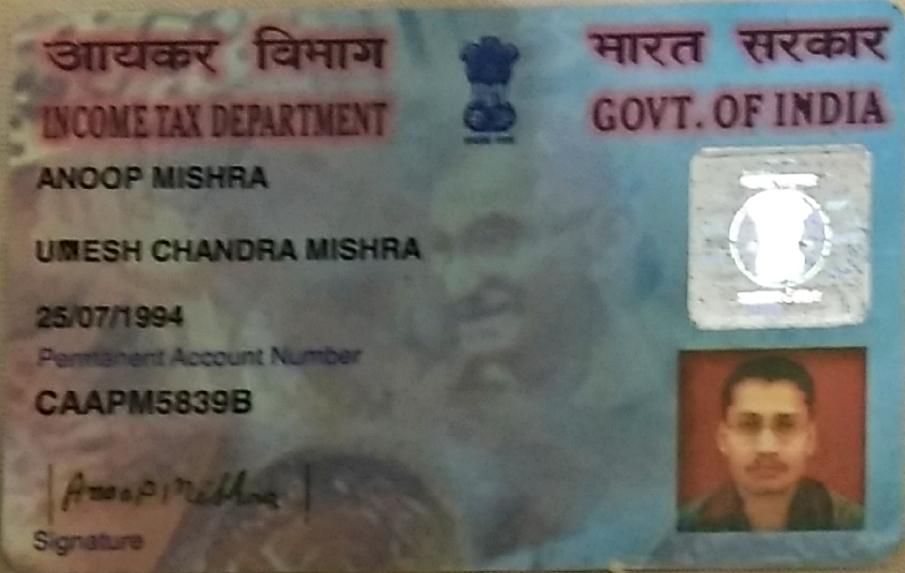 आयकर विभाग
भारत सरकार
INCOME TAX DEPARTMENT
GOVT. OF INDIA
ANOOP MISHRA
UMESH CHANDRA MISHRA
25/07/1994
Permanent Account Number
CAAPM5839B
Anoop Mishra
Signature